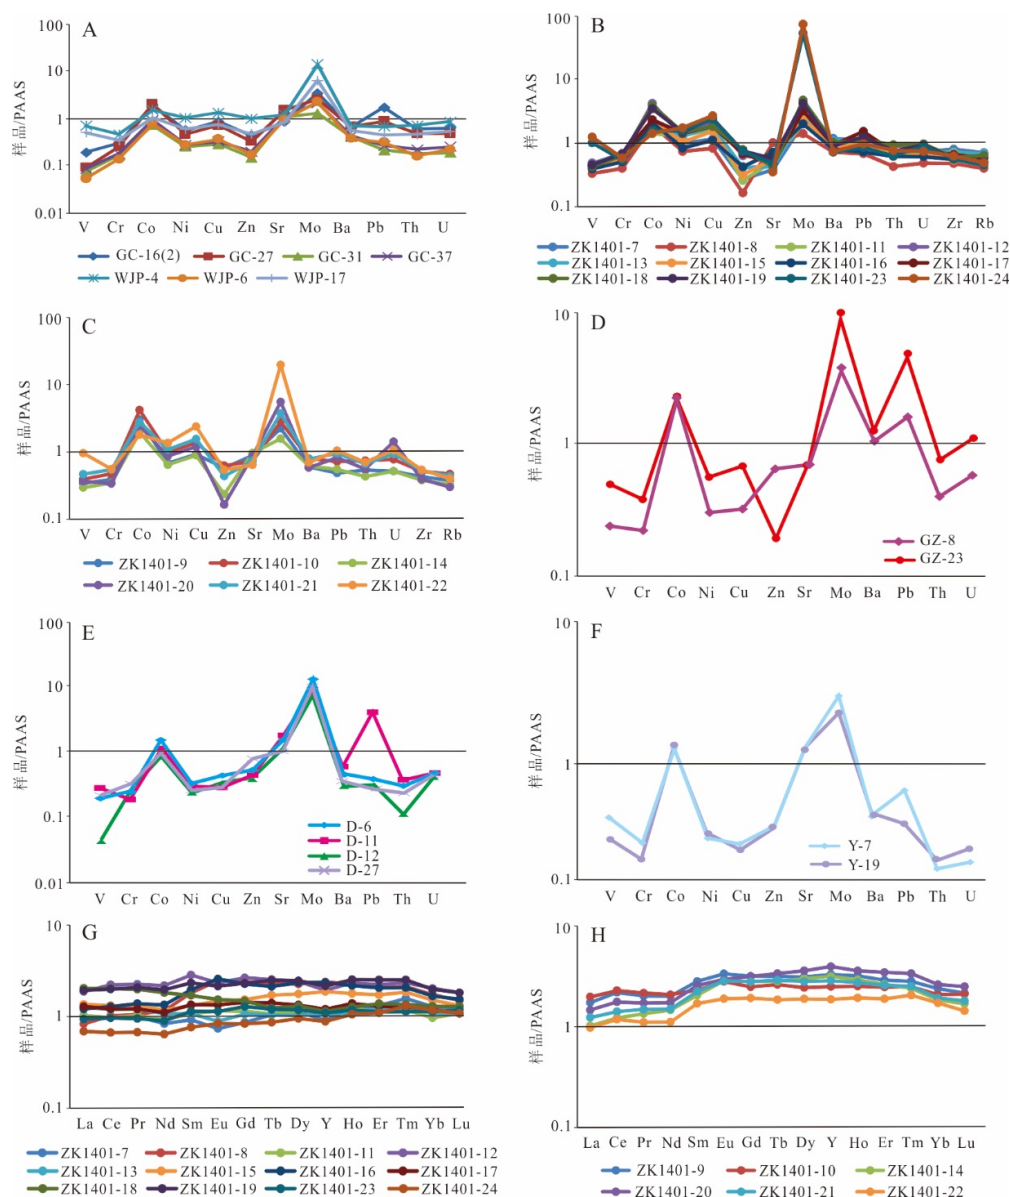 A
样品/PAAS
100
10
1
0.1
0.01
V Cr Co Ni Cu Zn Sr Mo Ba Pb Th U
GC-16(2) GC-27 GC-31 GC-37
WJP-4 WJP-6 WJP-17
B
样品/PAAS
100
10
1
0.1
V Cr Co Ni Cu Zn Sr Mo Ba Pb Th U Zr Rb
ZK1401-7 ZK1401-8 ZK1401-11 ZK1401-12
ZK1401-13 ZK1401-15 ZK1401-16 ZK1401-17
ZK1401-18 ZK1401-19 ZK1401-23 ZK1401-24
C
样品/PAAS
100
10
1
0.1
V Cr Co Ni Cu Zn Sr Mo Ba Pb Th U Zr Rb
ZK1401-9 ZK1401-10 ZK1401-14
ZK1401-20 ZK1401-21 ZK1401-22
D
样品/PAAS
10
1
0.1
GZ-8
GZ-23
V Cr Co Ni Cu Zn Sr Mo Ba Pb Th U
E
样品/PAAS
100
10
1
0.1
0.01
D-6
D-11
D-12
D-27
V Cr Co Ni Cu Zn Sr Mo Ba Pb Th U
F
样品/PAAS
10
1
0.1
Y-7
Y-19
V Cr Co Ni Cu Zn Sr Mo Ba Pb Th U
G
样品/PAAS
10
1
0.1
La Ce Pr Nd Sm Eu Gd Tb Dy Y Ho Er Tm Yb Lu
ZK1401-7 ZK1401-8 ZK1401-11 ZK1401-12
ZK1401-13 ZK1401-15 ZK1401-16 ZK1401-17
ZK1401-18 ZK1401-19 ZK1401-23 ZK1401-24
H
样品/PAAS
10
1
0.1
La Ce Pr Nd Sm Eu Gd Tb Dy Y Ho Er Tm Yb Lu
ZK1401-9 ZK1401-10 ZK1401-14
ZK1401-20 ZK1401-21 ZK1401-22